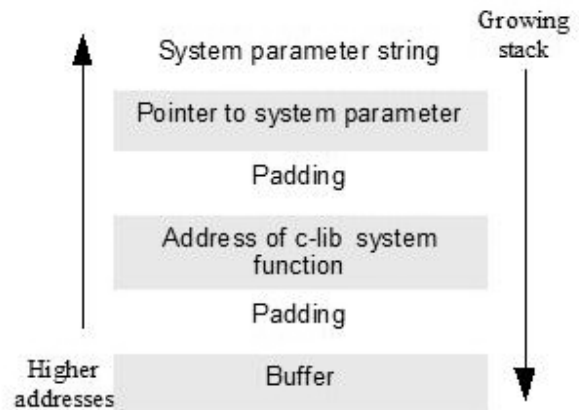 Growing
stack
System parameter string
Pointer to system parameter
Padding
Address of c-lib system
function
Padding
Higher
addresses
Buffer